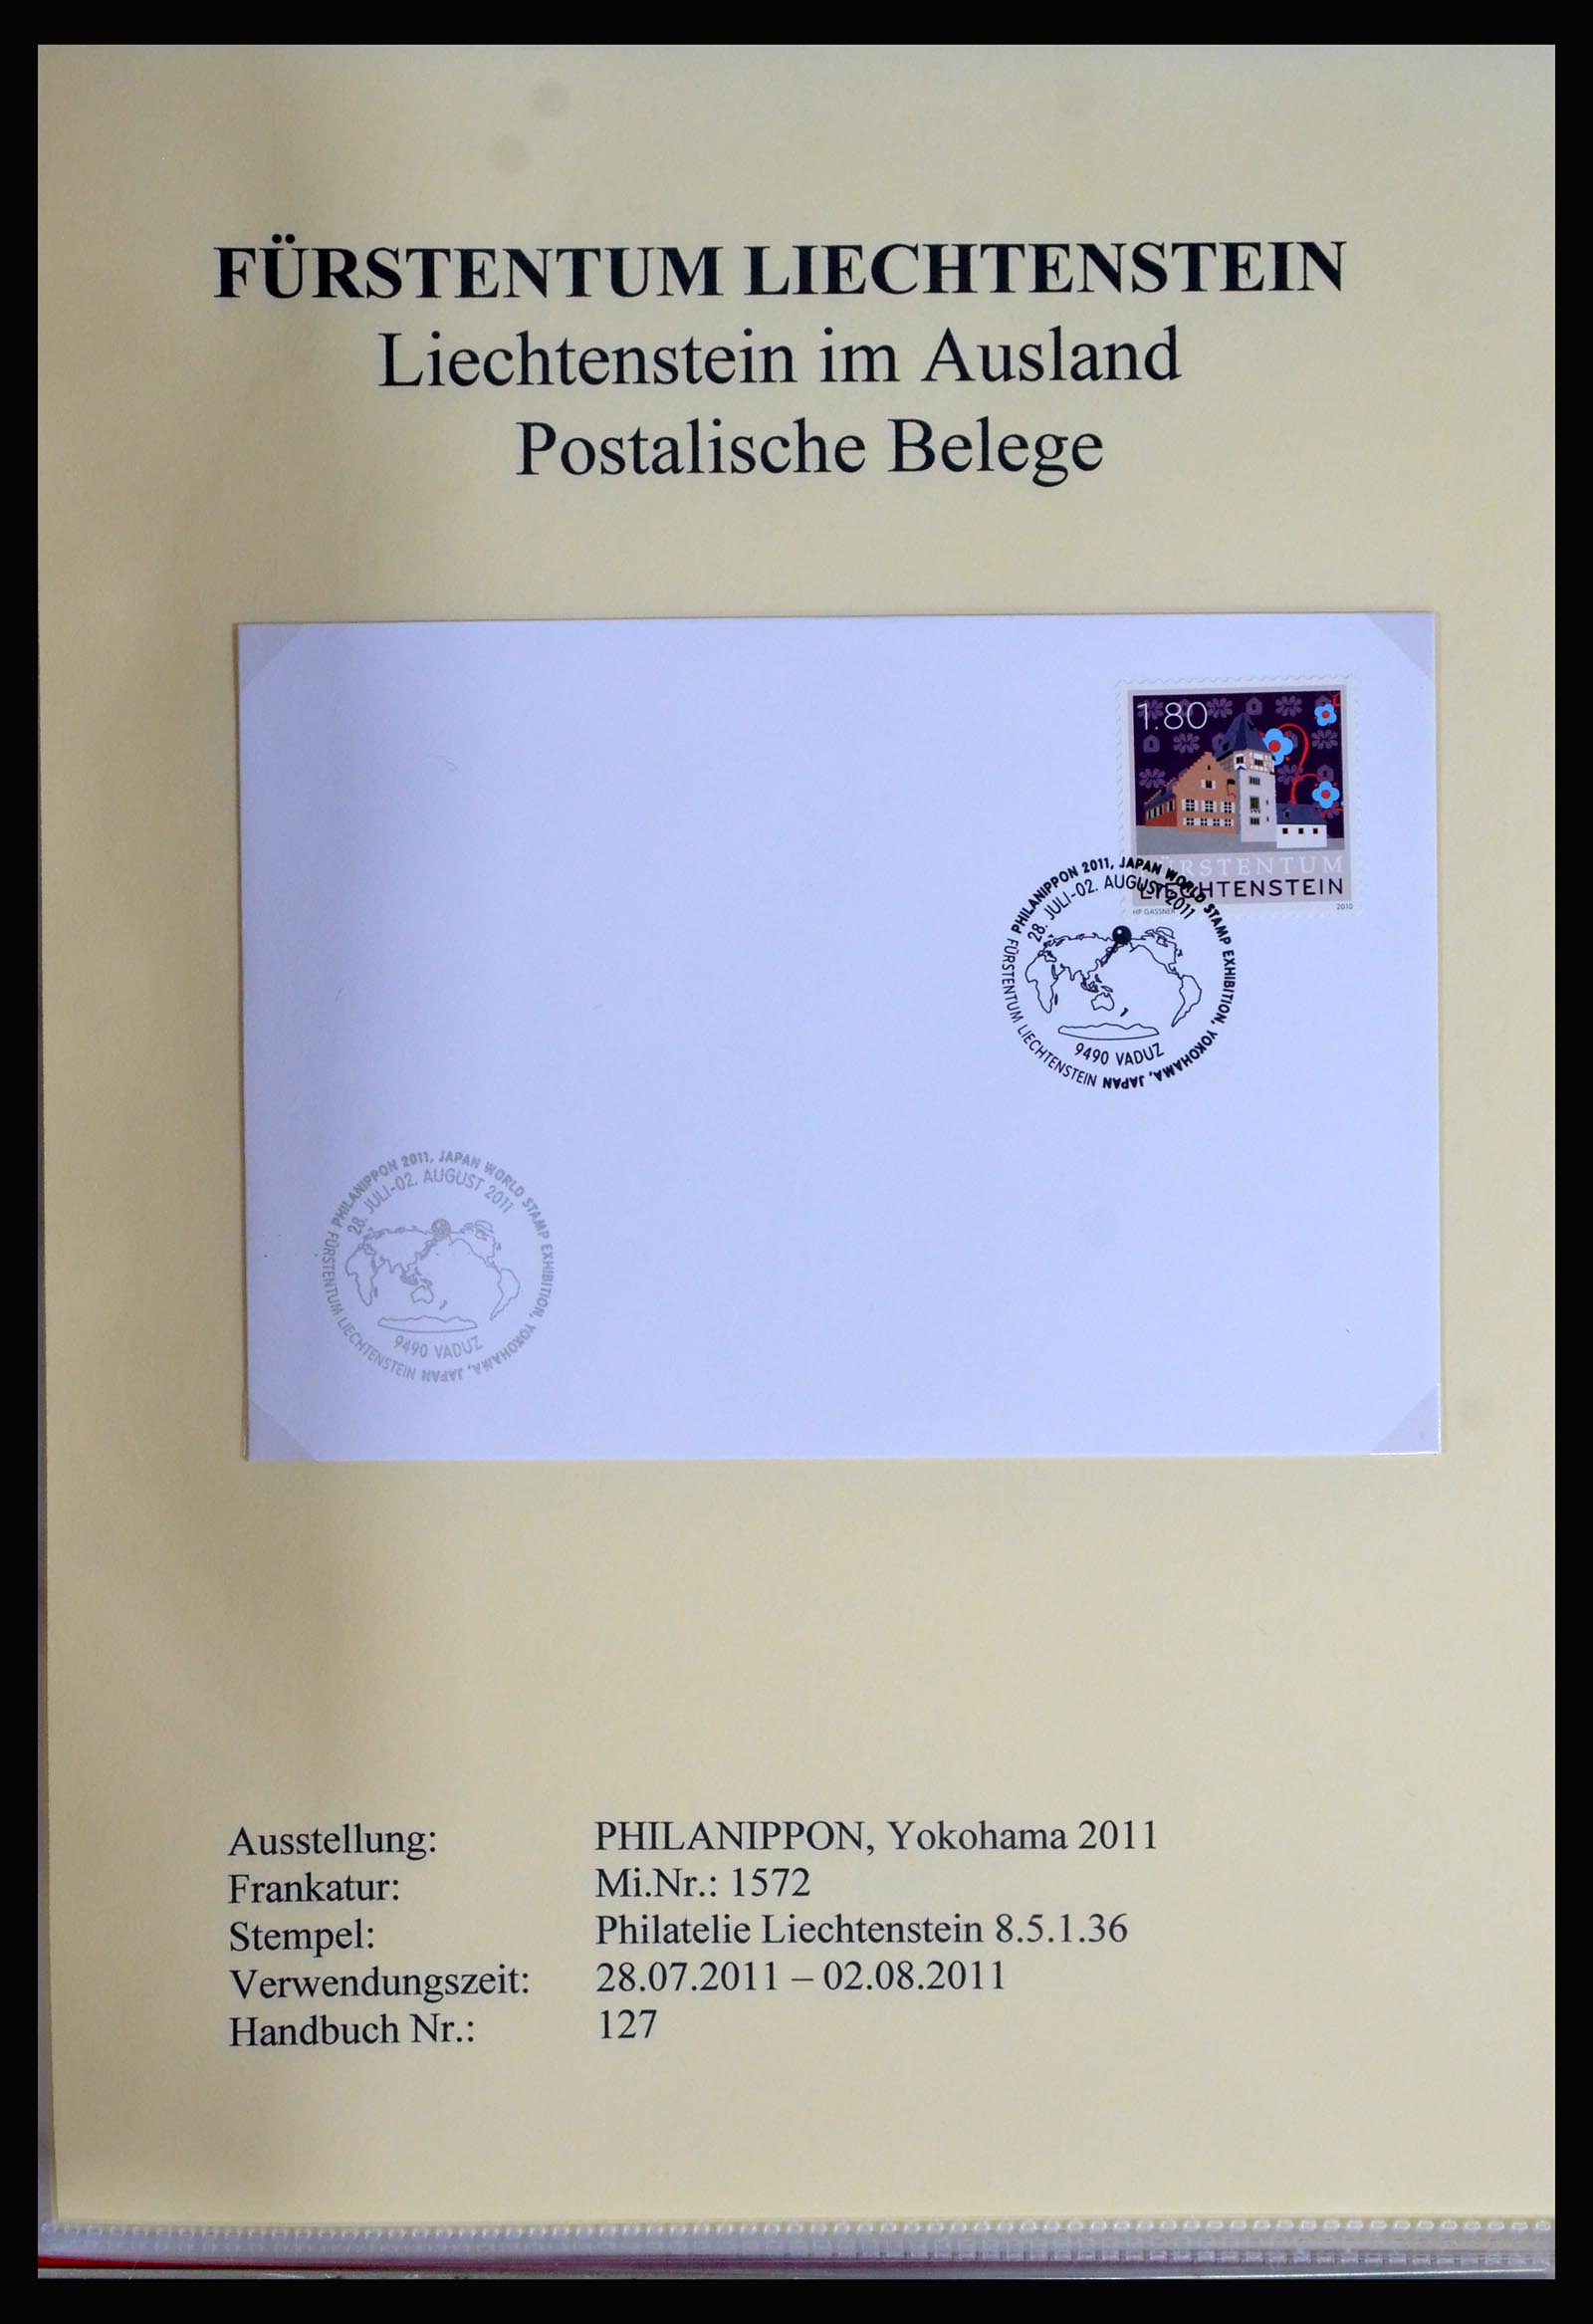 FÜRSTENTUM LIECHTENSTEIN
Liechtenstein im Ausland
Postalische Belege
1.80
FÜRSTENTUM
LIECHTENSTEIN
HP GASSNER 2010
PHILANIPPON 2011, JAPAN WORLD STAMP EXHIBITION, YOKOHAMA, JAPAN
28. JULI-02. AUGUST 2011
9490 VADUZ
FÜRSTENTUM LIECHTENSTEIN
PHILANIPPON 2011, JAPAN WORLD STAMP EXHIBITION, YOKOHAMA, JAPAN
28. JULI-02. AUGUST 2011
9490 VADUZ
FÜRSTENTUM LIECHTENSTEIN
Ausstellung: PHILANIPPON, Yokohama 2011
Frankatur: Mi.Nr.: 1572
Stempel: Philatelie Liechtenstein 8.5.1.36
Verwendungszeit: 28.07.2011 – 02.08.2011
Handbuch Nr.: 127